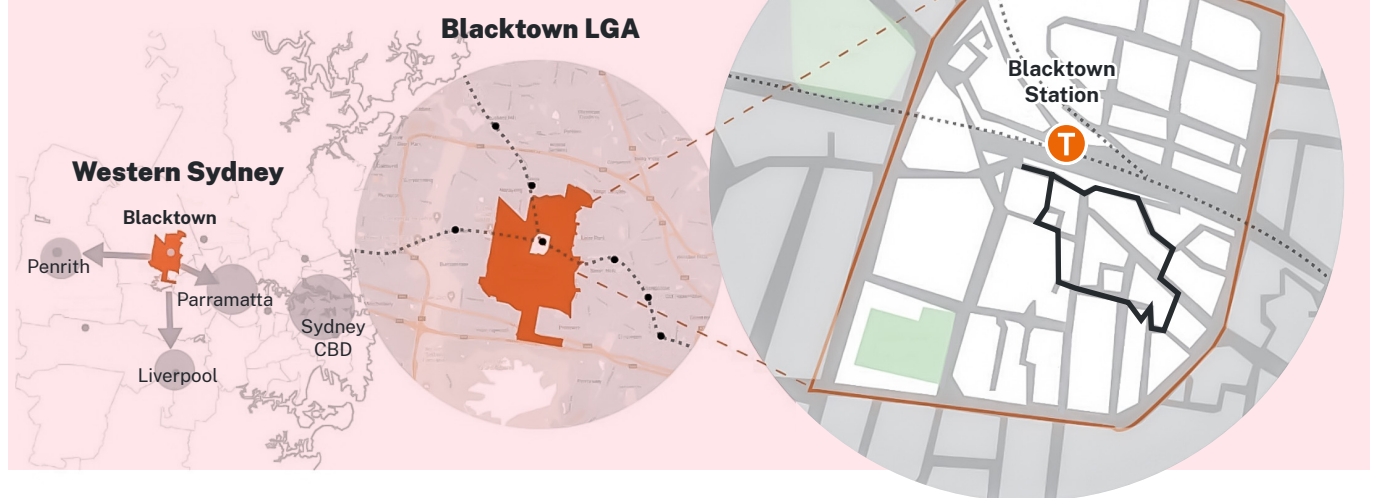 Blacktown LGA
Blacktown
Station
T
Western Sydney
Blacktown
Penrith
Parramatta
Sydney
CBD
Liverpool